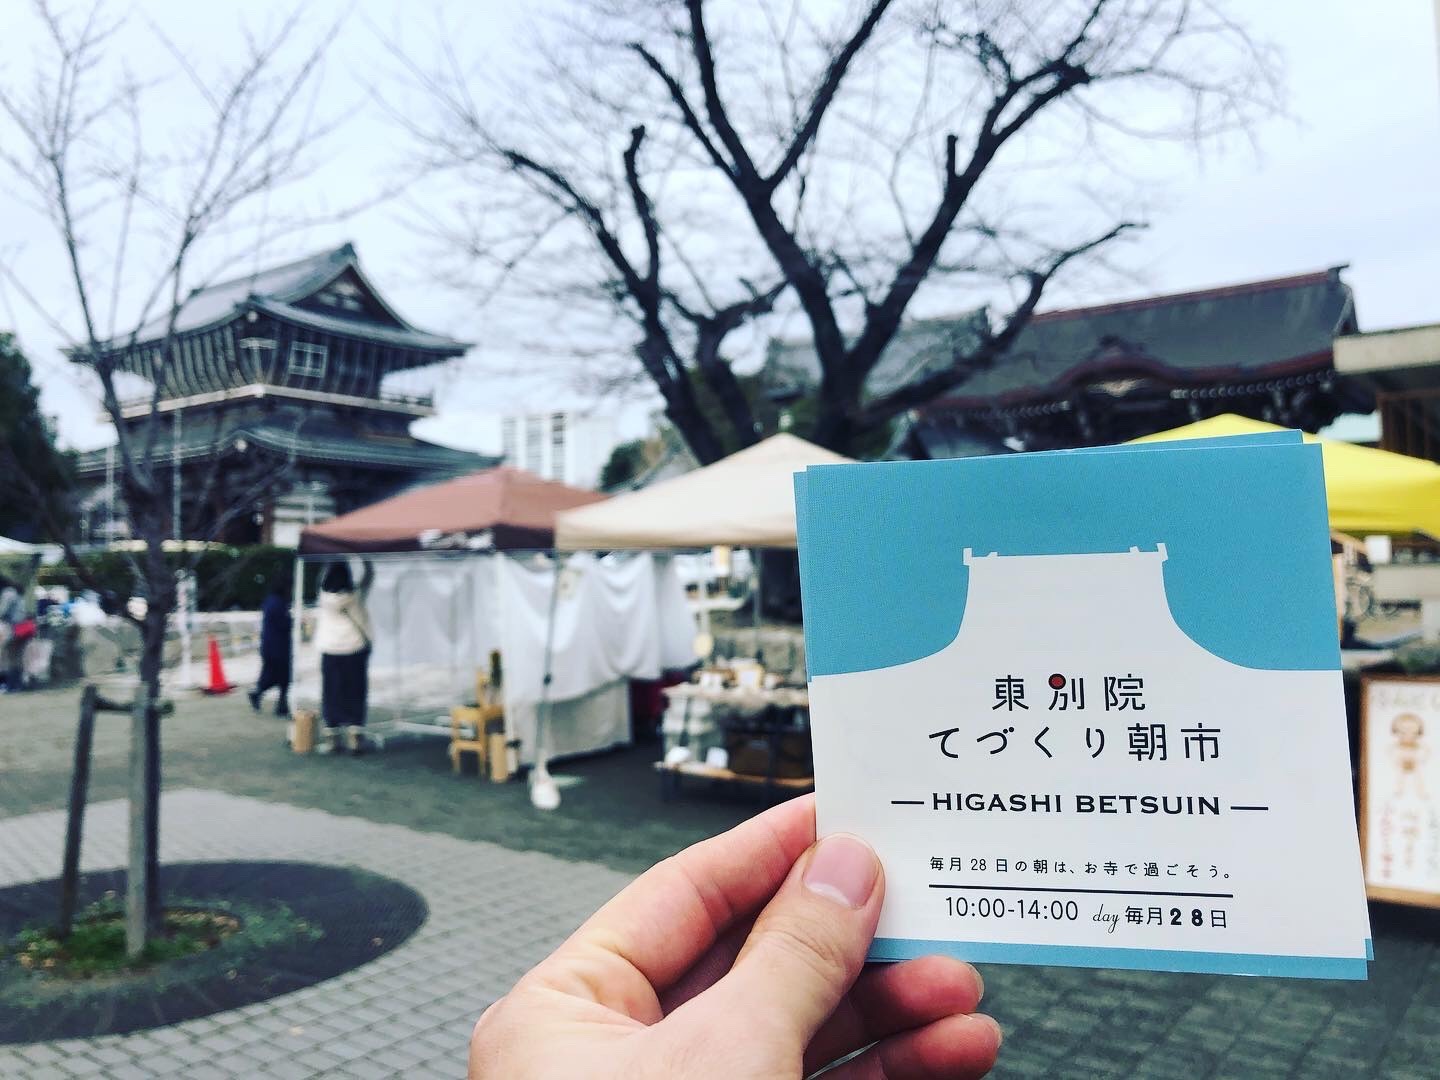 東別院
てづくり朝市
HIGASHI BETSUIN
毎月28日の朝は、お寺で過ごそう。
10:00-14:00 day 毎月28日